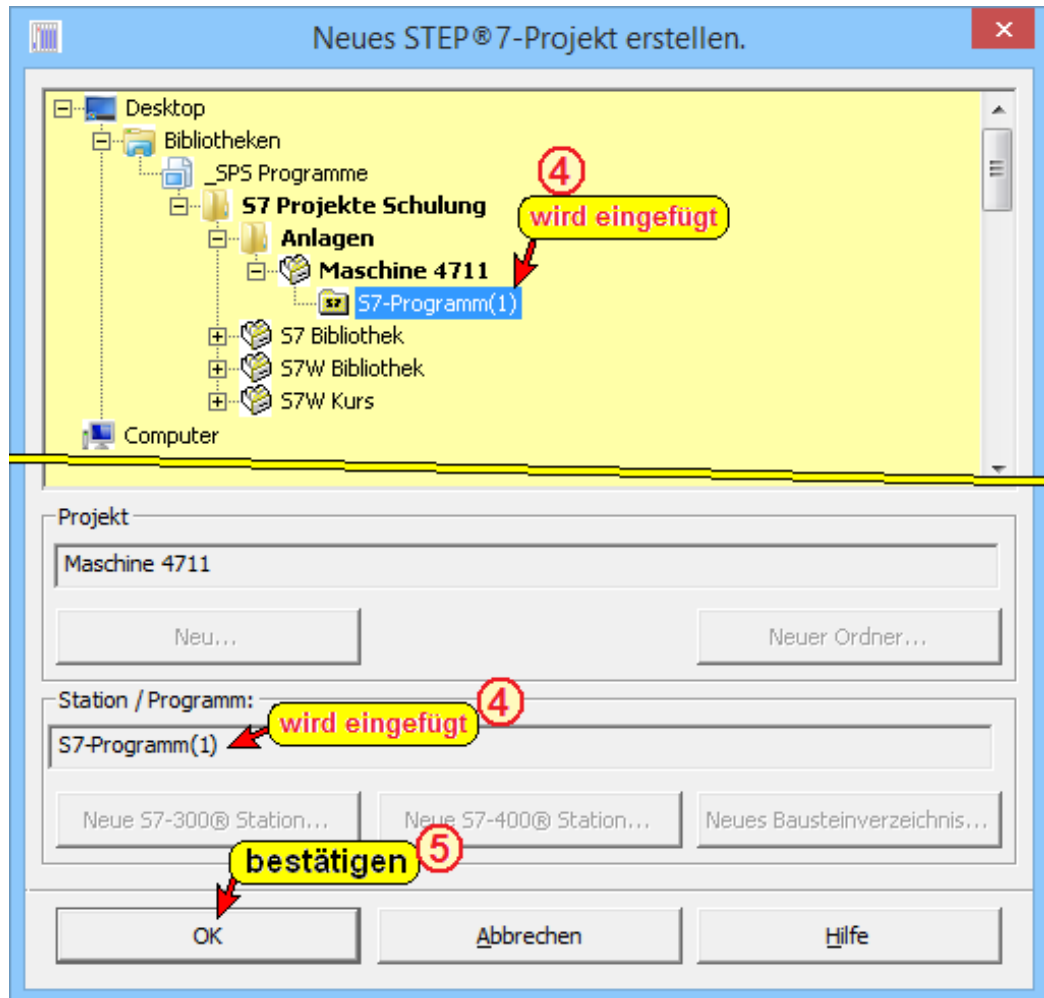 Neues STEP®7-Projekt erstellen.
Desktop
Bibliotheken
_SPS Programme
4
S7 Projekte Schulung
wird eingefügt
Anlagen
Maschine 4711
S7
S7-Programm(1)
S7 Bibliothek
S7W Bibliothek
S7W Kurs
Computer
Projekt
Maschine 4711
Neu...
Neuer Ordner...
Station / Programm:
4
wird eingefügt
S7-Programm(1)
Neue S7-300® Station...
Neue S7-400® Station...
Neues Bausteinverzeichnis...
bestätigen
5
OK
Abbrechen
Hilfe